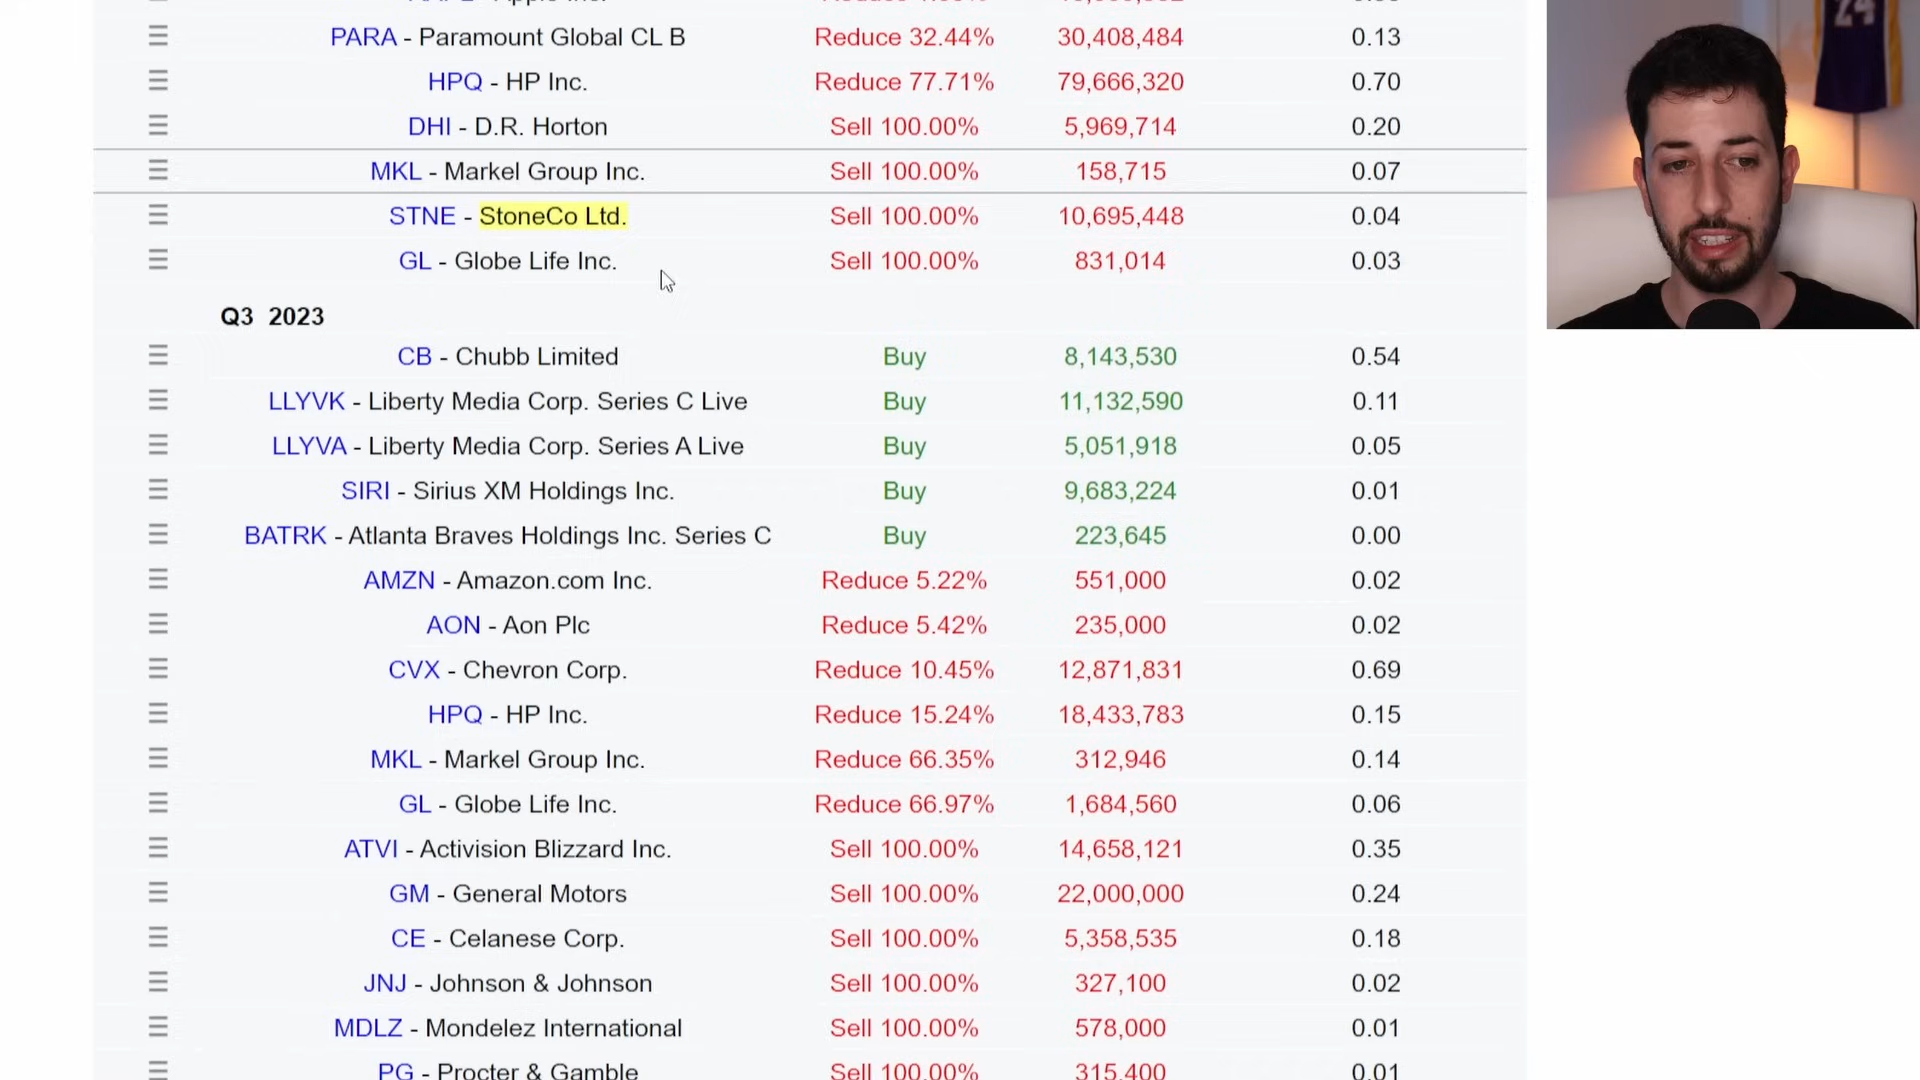 PARA - Paramount Global CL B Reduce 32.44% 30,408,484 0.13
HPQ - HP Inc. Reduce 77.71% 79,666,320 0.70
DHI - D.R. Horton Sell 100.00% 5,969,714 0.20
MKL - Markel Group Inc. Sell 100.00% 158,715 0.07
STNE - StoneCo Ltd. Sell 100.00% 10,695,448 0.04
GL - Globe Life Inc. Sell 100.00% 831,014 0.03
Q3 2023
CB - Chubb Limited Buy 8,143,530 0.54
LLYVK - Liberty Media Corp. Series C Live Buy 11,132,590 0.11
LLYVA - Liberty Media Corp. Series A Live Buy 5,051,918 0.05
SIRI - Sirius XM Holdings Inc. Buy 9,683,224 0.01
BATRK - Atlanta Braves Holdings Inc. Series C Buy 223,645 0.00
AMZN - Amazon.com Inc. Reduce 5.22% 551,000 0.02
AON - Aon Plc Reduce 5.42% 235,000 0.02
CVX - Chevron Corp. Reduce 10.45% 12,871,831 0.69
HPQ - HP Inc. Reduce 15.24% 18,433,783 0.15
MKL - Markel Group Inc. Reduce 66.35% 312,946 0.14
GL - Globe Life Inc. Reduce 66.97% 1,684,560 0.06
ATVI - Activision Blizzard Inc. Sell 100.00% 14,658,121 0.35
GM - General Motors Sell 100.00% 22,000,000 0.24
CE - Celanese Corp. Sell 100.00% 5,358,535 0.18
JNJ - Johnson & Johnson Sell 100.00% 327,100 0.02
MDLZ - Mondelez International Sell 100.00% 578,000 0.01
PG - Procter & Gamble Sell 100.00% 315,400 0.01
24